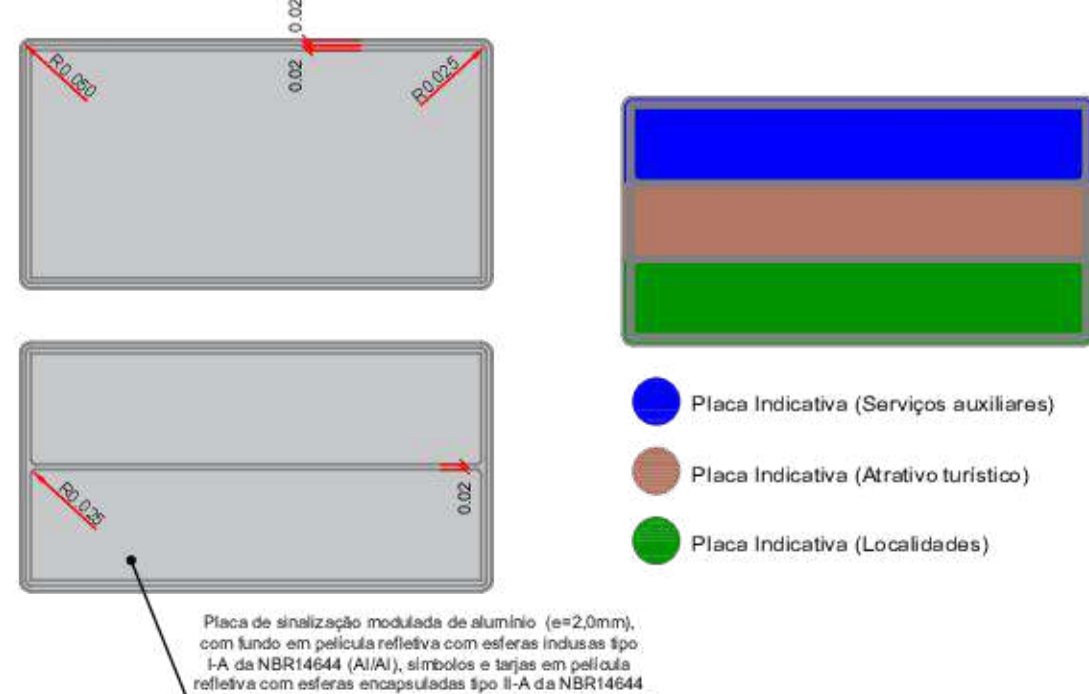 0.02
0.02
R0.050
R0.025
Placa Indicativa (Serviços auxiliares)
Placa Indicativa (Atrativo turístico)
Placa Indicativa (Localidades)
R0.025
0.02
Placa de sinalização modulada de alumínio (e=2,0mm),
com fundo em película refletiva com esferas inclusas tipo
I-A da NBR14644 (AI/AI), símbolos e tarjas em película
refletiva com esferas encapsuladas tipo II-A da NBR14644